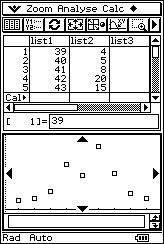 Zoom Analyse Calc
list1 list2 list3
1 39 4
2 40 5
3 41 8
4 42 20
5 43 15
Cal
[ 1]= 39
Rad Auto